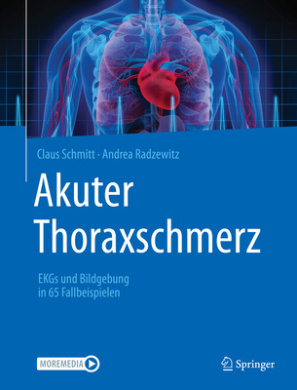 Claus Schmitt · Andrea Radzewitz
Akuter
Thoraxschmerz
EKGs und Bildgebung
in 65 Fallbeispielen
MOREMEDIA
Springer